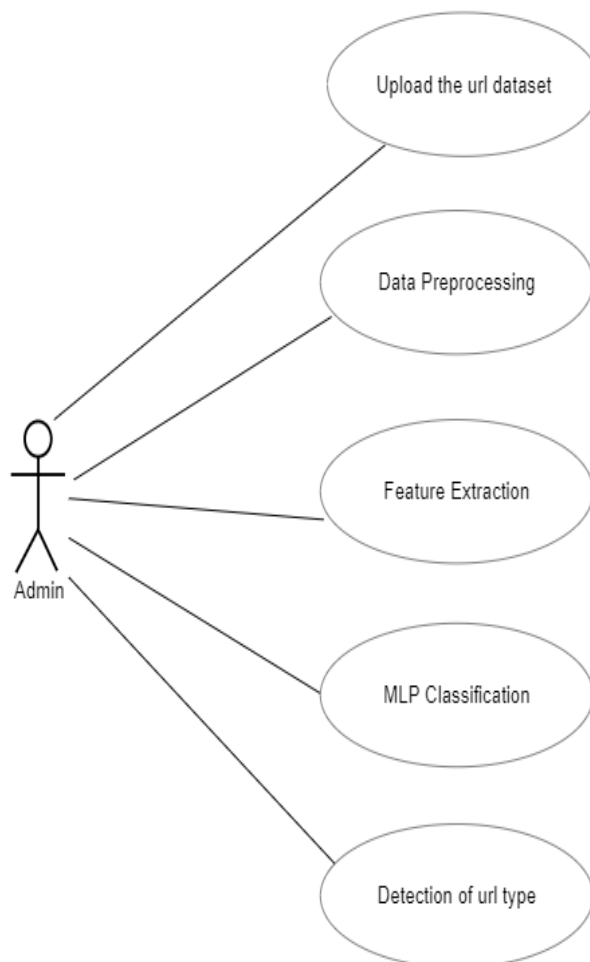 Upload the url dataset
Data Preprocessing
Feature Extraction
Admin
MLP Classification
Detection of url type